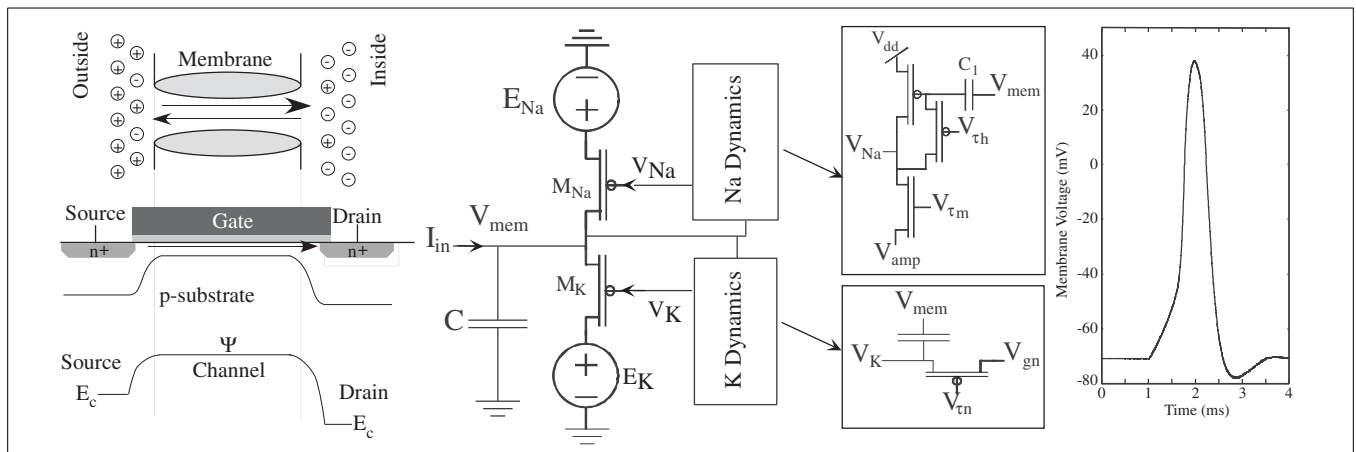 Outside
Membrane
Inside
Source
Gate
Drain
n+
n+
p-substrate
Source
Ψ
Channel
E_c
Drain
E_c
E_Na
M_Na
V_Na
Na Dynamics
I_in
V_mem
M_K
V_K
K Dynamics
C
E_K
V_dd
C_1
V_mem
V_τh
V_Na
V_τm
V_amp
V_mem
V_K
V_gn
V_τn
Membrane Voltage (mV)
40
20
0
-20
-40
-60
-80
0
1
2
3
4
Time (ms)